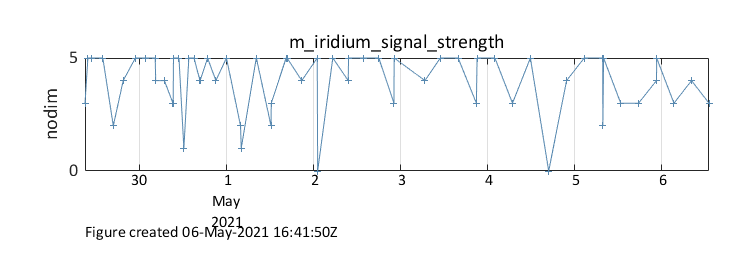 m_iridium_signal_strength
5
nodim
0
30 1 2 3 4 5 6
May
2021
Figure created 06-May-2021 16:41:50Z